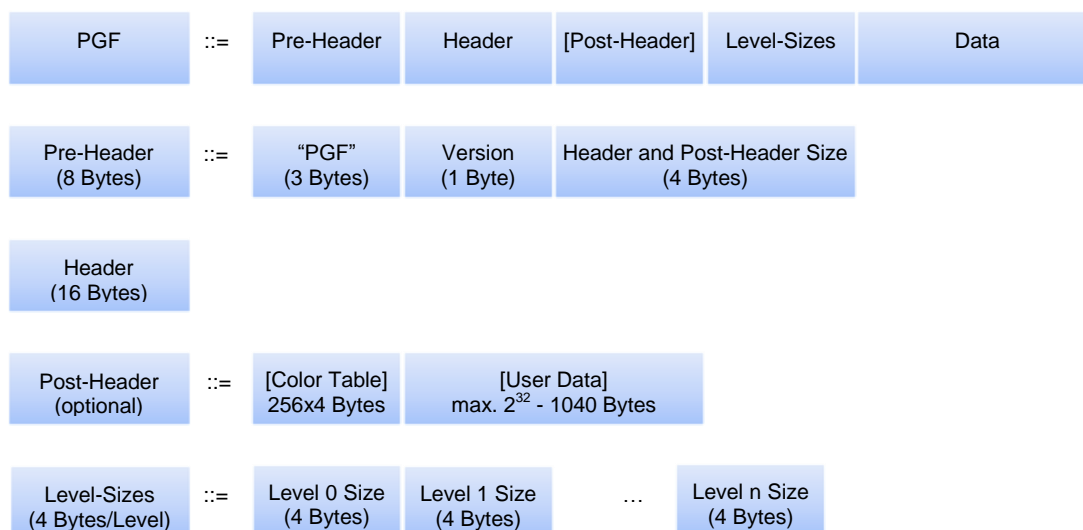 PGF ::= Pre-Header Header [Post-Header] Level-Sizes Data
Pre-Header ::= “PGF” Version Header and Post-Header Size
(8 Bytes) (3 Bytes) (1 Byte) (4 Bytes)
Header
(16 Bytes)
Post-Header ::= [Color Table] [User Data]
(optional) 256x4 Bytes max. 2³² - 1040 Bytes
Level-Sizes ::= Level 0 Size Level 1 Size … Level n Size
(4 Bytes/Level) (4 Bytes) (4 Bytes) (4 Bytes)